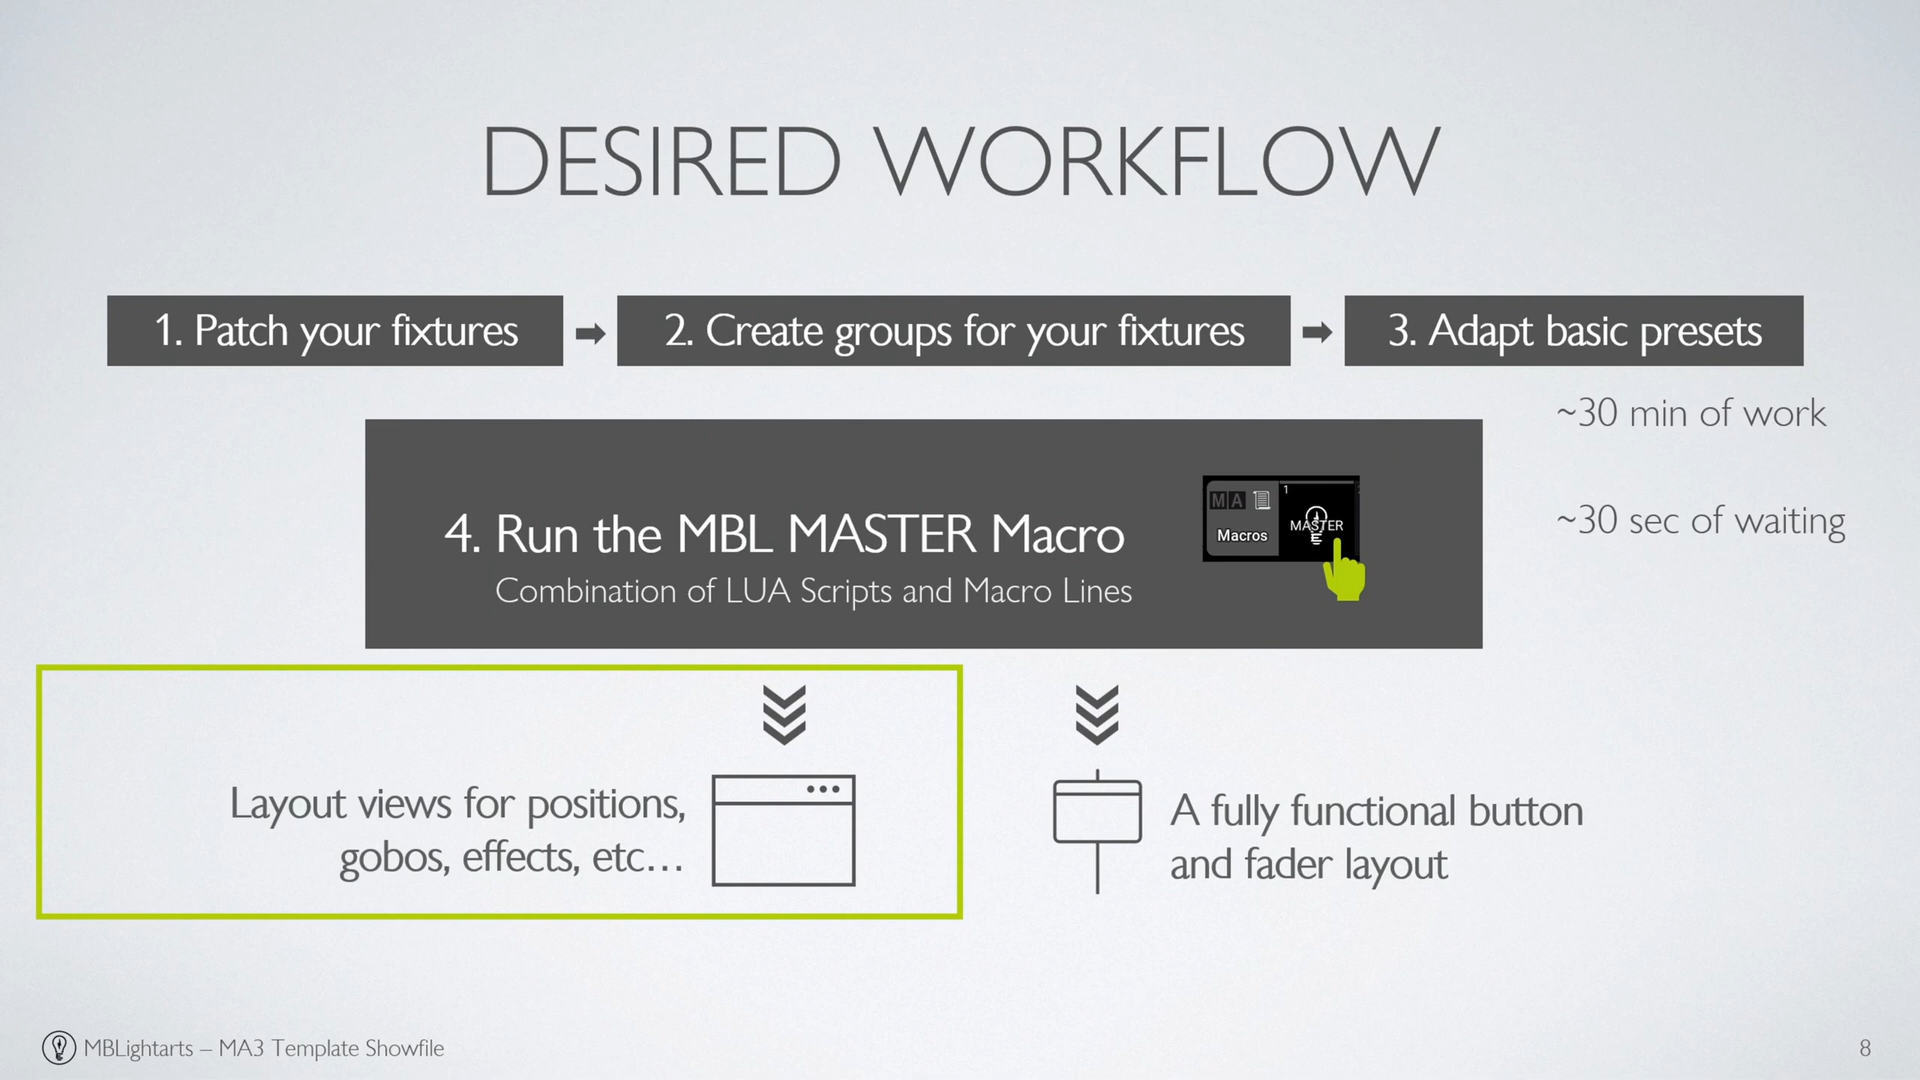 DESIRED WORKFLOW
1. Patch your fixtures
2. Create groups for your fixtures
3. Adapt basic presets
~30 min of work
4. Run the MBL MASTER Macro
Combination of LUA Scripts and Macro Lines
MA
Macros
1
MASTER
~30 sec of waiting
Layout views for positions,
gobos, effects, etc…
A fully functional button
and fader layout
MBLightarts – MA3 Template Showfile
8